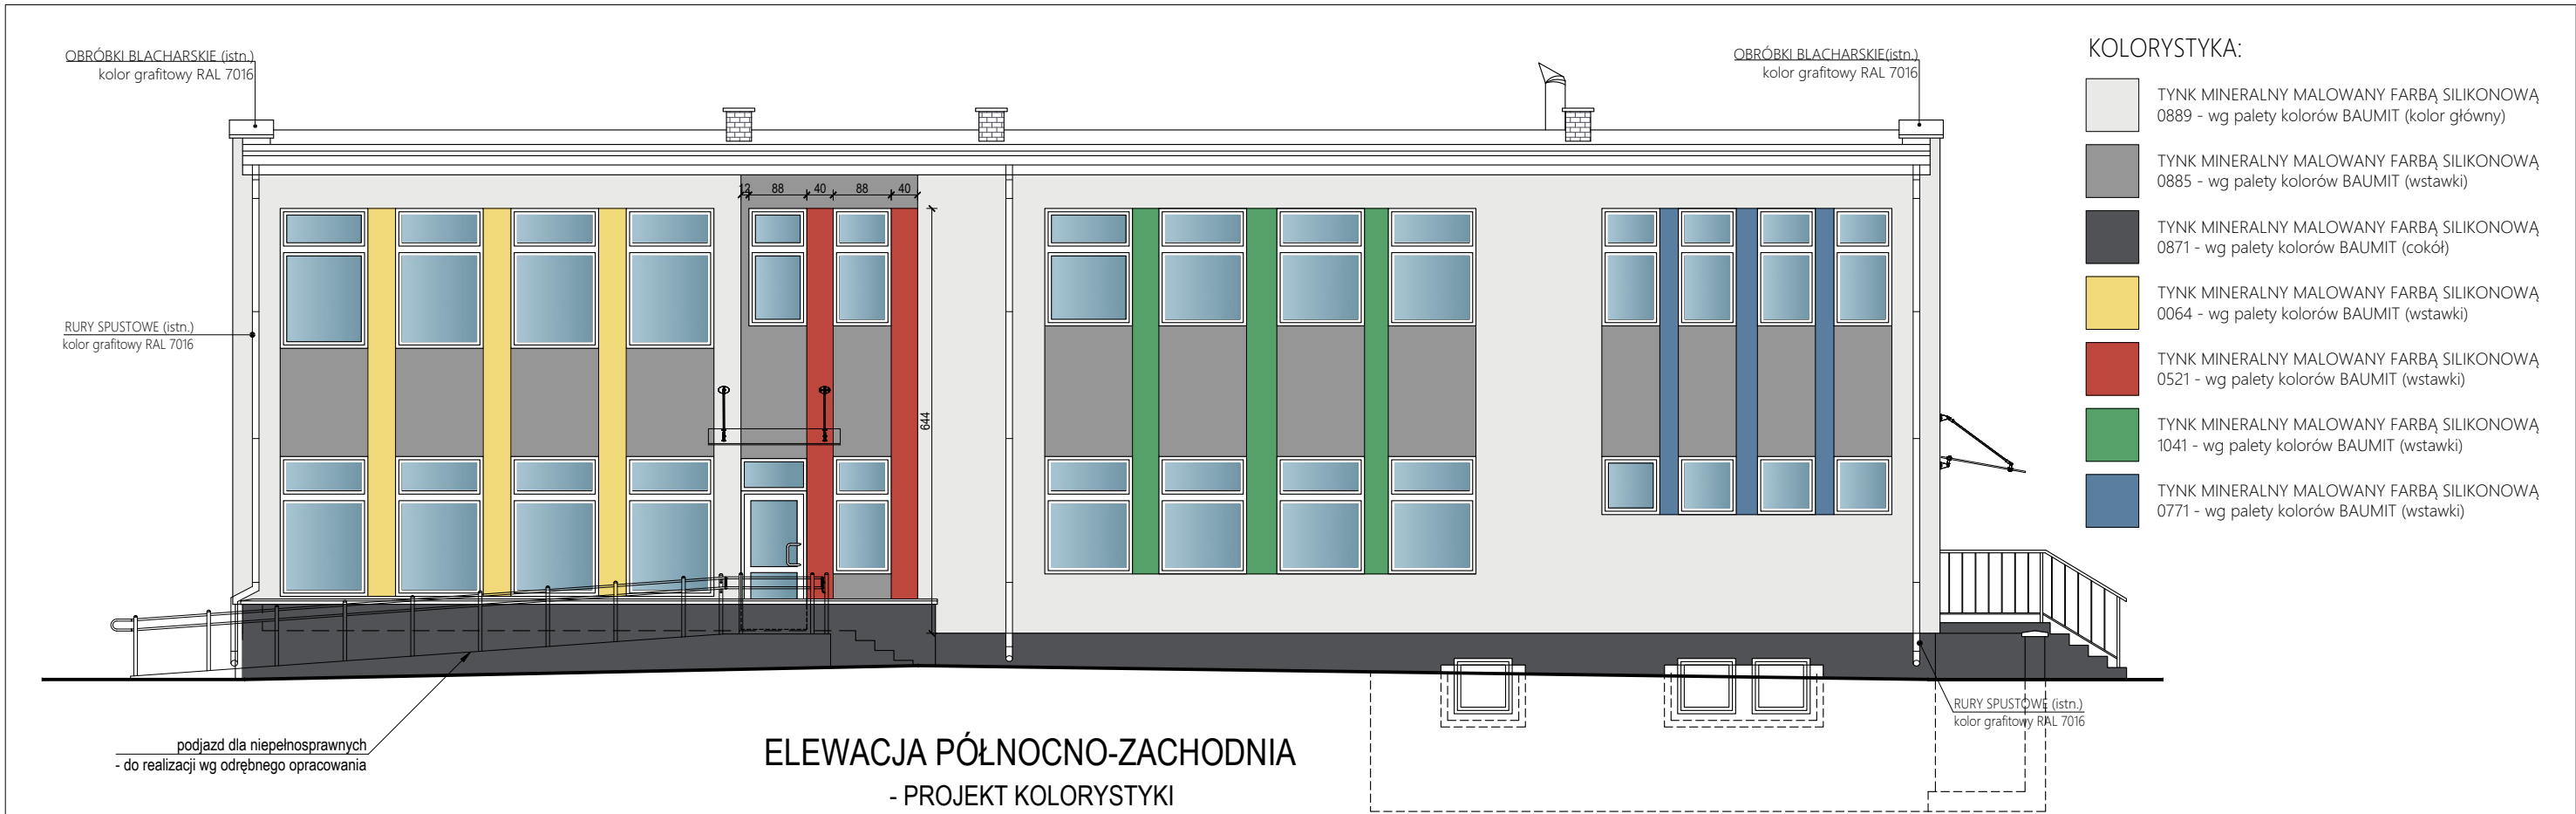 OBRÓBKI BLACHARSKIE (istn.)
kolor grafitowy RAL 7016
OBRÓBKI BLACHARSKIE(istn.)
kolor grafitowy RAL 7016
KOLORYSTYKA:
TYNK MINERALNY MALOWANY FARBĄ SILIKONOWĄ
0889 - wg palety kolorów BAUMIT (kolor główny)
TYNK MINERALNY MALOWANY FARBĄ SILIKONOWĄ
0885 - wg palety kolorów BAUMIT (wstawki)
TYNK MINERALNY MALOWANY FARBĄ SILIKONOWĄ
0871 - wg palety kolorów BAUMIT (cokół)
TYNK MINERALNY MALOWANY FARBĄ SILIKONOWĄ
0064 - wg palety kolorów BAUMIT (wstawki)
TYNK MINERALNY MALOWANY FARBĄ SILIKONOWĄ
0521 - wg palety kolorów BAUMIT (wstawki)
TYNK MINERALNY MALOWANY FARBĄ SILIKONOWĄ
1041 - wg palety kolorów BAUMIT (wstawki)
TYNK MINERALNY MALOWANY FARBĄ SILIKONOWĄ
0771 - wg palety kolorów BAUMIT (wstawki)
12 88 40 88 40
644
RURY SPUSTOWE (istn.)
kolor grafitowy RAL 7016
RURY SPUSTOWE (istn.)
kolor grafitowy RAL 7016
podjazd dla niepełnosprawnych
- do realizacji wg odrębnego opracowania
ELEWACJA PÓŁNOCNO-ZACHODNIA
- PROJEKT KOLORYSTYKI